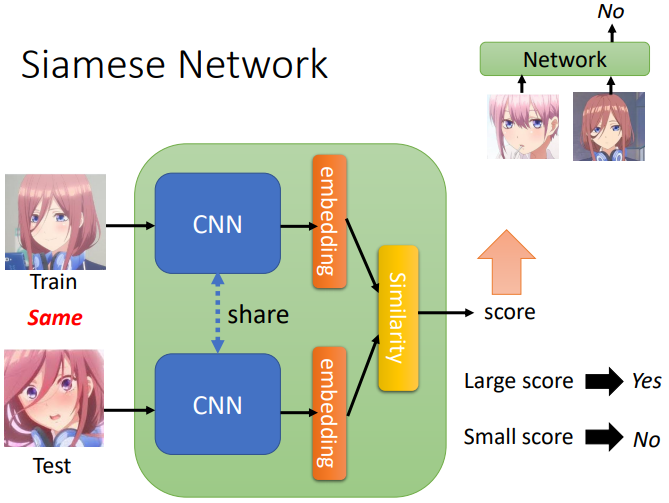 No
Siamese Network
Network
CNN
embedding
Train
Similarity
Same
share
score
CNN
embedding
Large score
Yes
Small score
No
Test